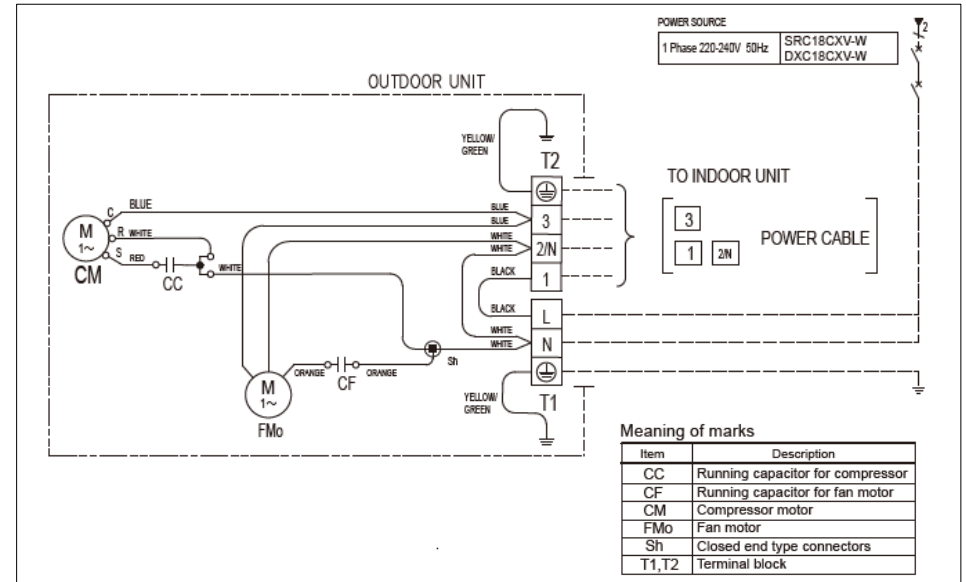 POWER SOURCE
1 Phase 220-240V 50Hz
SRC18CXV-W
DXC18CXV-W
2
OUTDOOR UNIT
YELLOW/
GREEN
T2
TO INDOOR UNIT
C
BLUE
BLUE
BLUE
3
3
M
1~
R
WHITE
WHITE
WHITE
2/N
1
2/N
POWER CABLE
S
RED
WHITE
BLACK
1
CM
CC
BLACK
L
WHITE
WHITE
N
Sh
ORANGE
CF
ORANGE
M
1~
FMo
YELLOW/
GREEN
T1
Meaning of marks
Item Description
CC Running capacitor for compressor
CF Running capacitor for fan motor
CM Compressor motor
FMo Fan motor
Sh Closed end type connectors
T1,T2 Terminal block